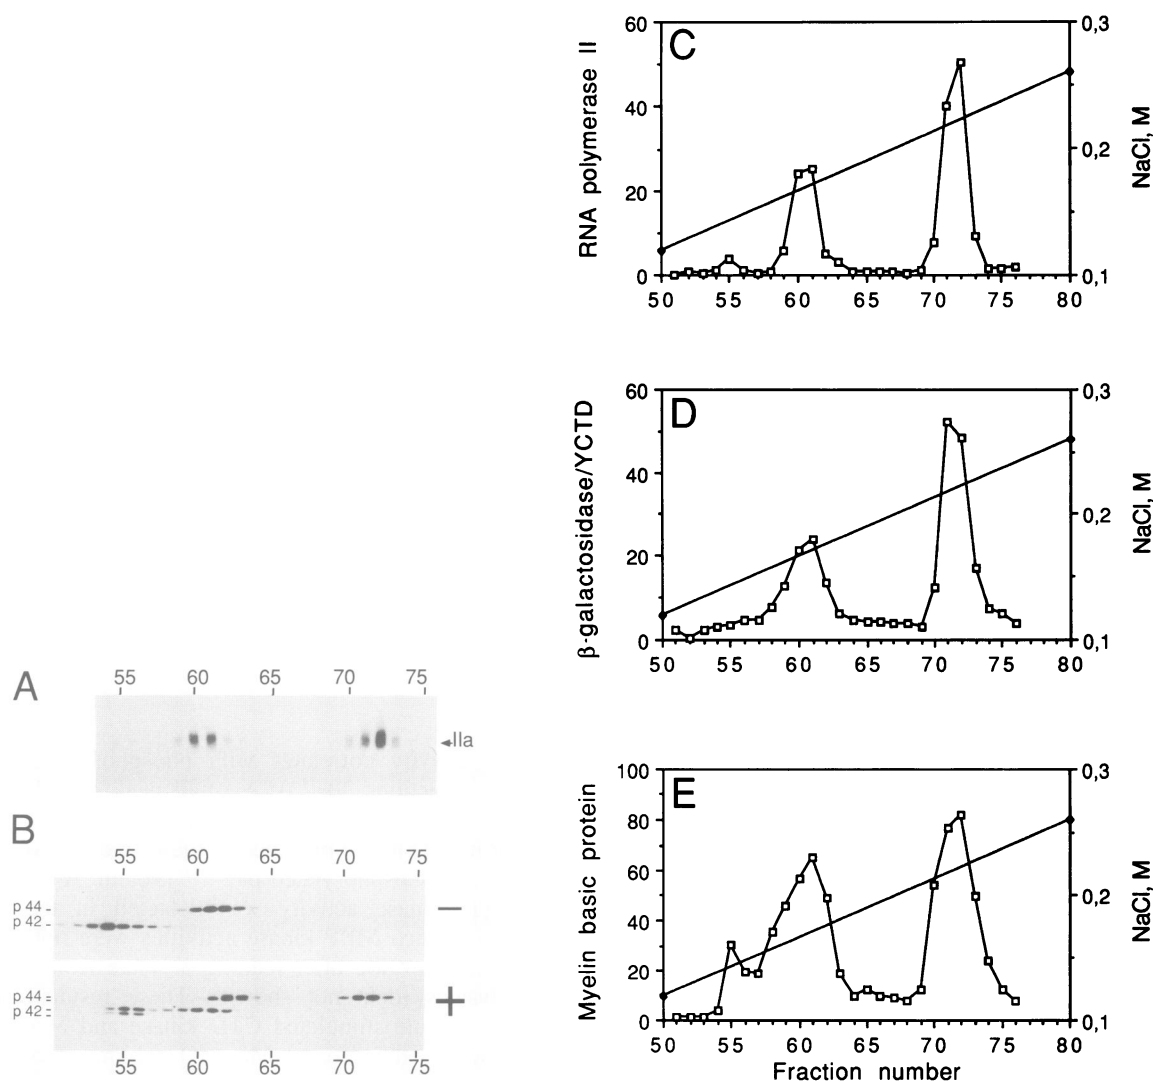 C
RNA polymerase II
60
40
20
0
0,3
0,2
0,1
NaCl, M
50 55 60 65 70 75 80
D
β-galactosidase/YCTD
60
40
20
0
0,3
0,2
0,1
NaCl, M
50 55 60 65 70 75 80
A
55 60 65 70 75
IIa
B
55 60 65 70 75
p 44
p 42
−
p 44
p 42
+
55 60 65 70 75
E
Myelin basic protein
100
80
60
40
20
0
0,3
0,2
0,1
NaCl, M
50 55 60 65 70 75 80
Fraction number